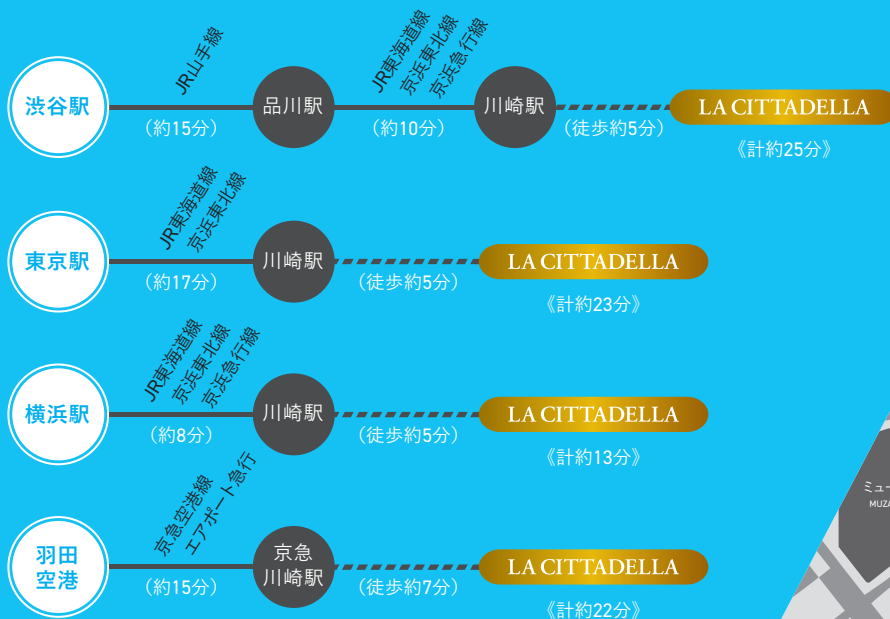 渋谷駅
JR山手線
(約15分)
品川駅
JR東海道線
京浜東北線
京浜急行線
(約10分)
川崎駅
(徒歩約5分)
LA CITTADELLA
《計約25分》
東京駅
JR東海道線
京浜東北線
(約17分)
川崎駅
(徒歩約5分)
LA CITTADELLA
《計約23分》
横浜駅
JR東海道線
京浜東北線
京浜急行線
(約8分)
川崎駅
(徒歩約5分)
LA CITTADELLA
《計約13分》
羽田
空港
京急空港線
エアポート急行
(約15分)
京急
川崎駅
(徒歩約7分)
LA CITTADELLA
《計約22分》
ミュー
MUZA